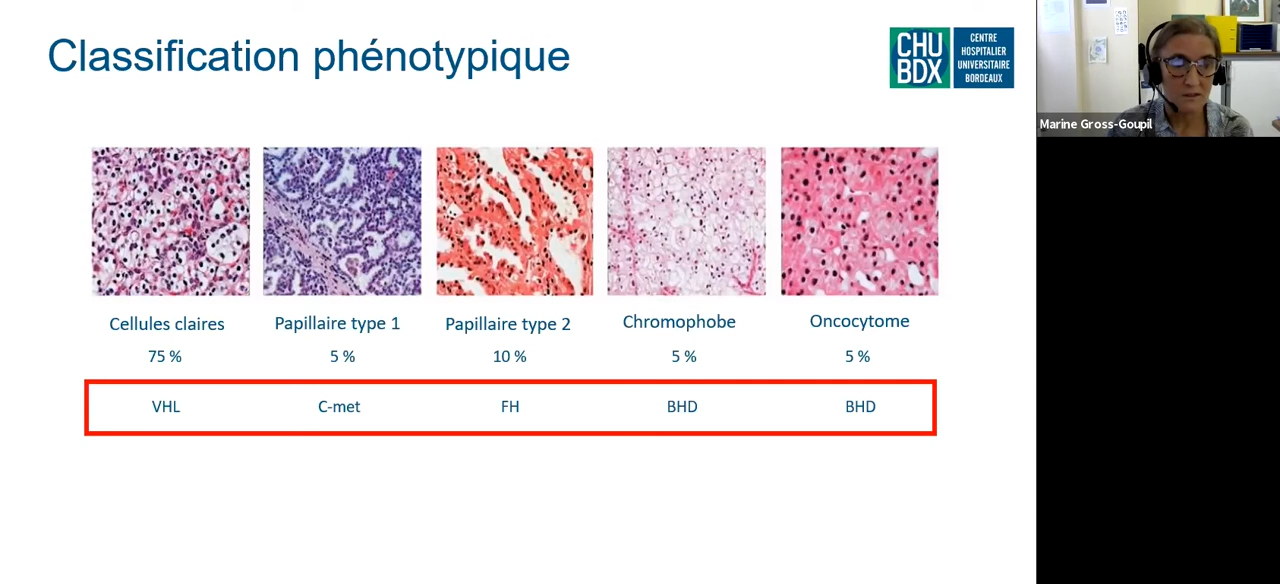 Classification phénotypique
CHU
BDX
CENTRE
HOSPITALIER
UNIVERSITAIRE
BORDEAUX
Marine Gross-Goupil
Cellules claires
Papillaire type 1
Papillaire type 2
Chromophobe
Oncocytome
75 %
5 %
10 %
5 %
5 %
VHL
C-met
FH
BHD
BHD